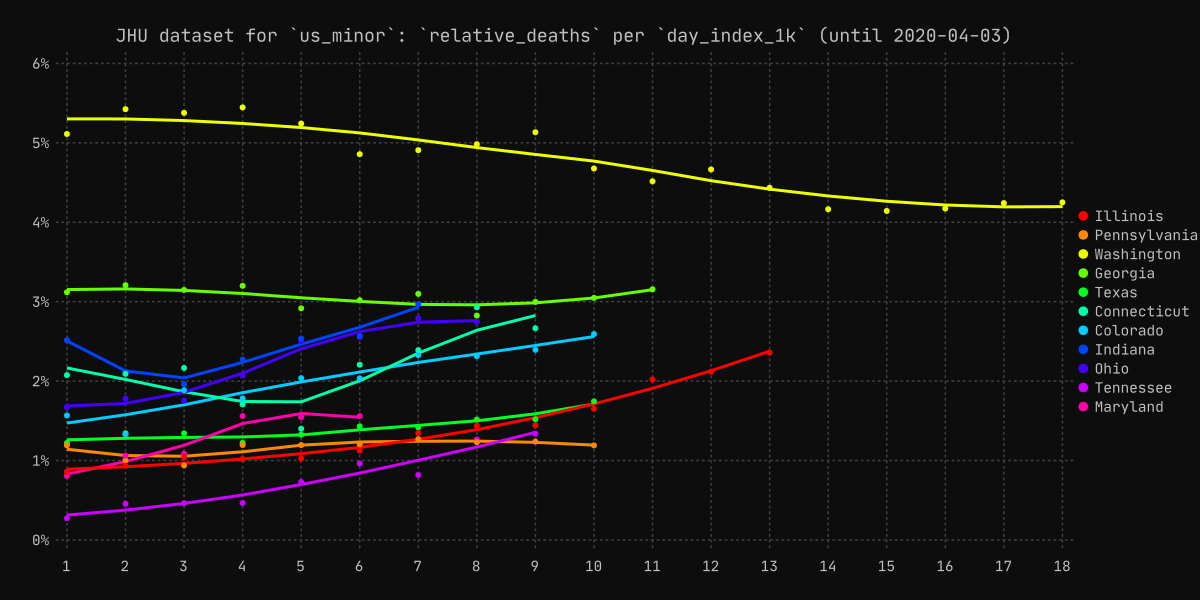 JHU dataset for `us_minor`: `relative_deaths` per `day_index_1k` (until 2020-04-03)
6%
5%
4%
3%
2%
1%
0%
1 2 3 4 5 6 7 8 9 10 11 12 13 14 15 16 17 18
Illinois
Pennsylvania
Washington
Georgia
Texas
Connecticut
Colorado
Indiana
Ohio
Tennessee
Maryland